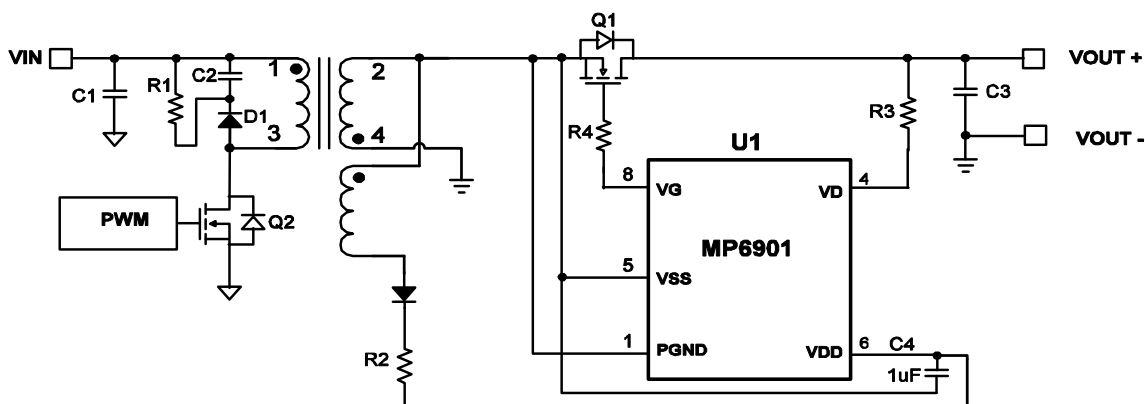 Q1
VIN
VOUT +
1
2
C2
R1
C1
C3
D1
R4
R3
3
4
VOUT -
U1
8
VG
VD
4
PWM
Q2
MP6901
5
VSS
1
PGND
VDD
6
C4
R2
1uF